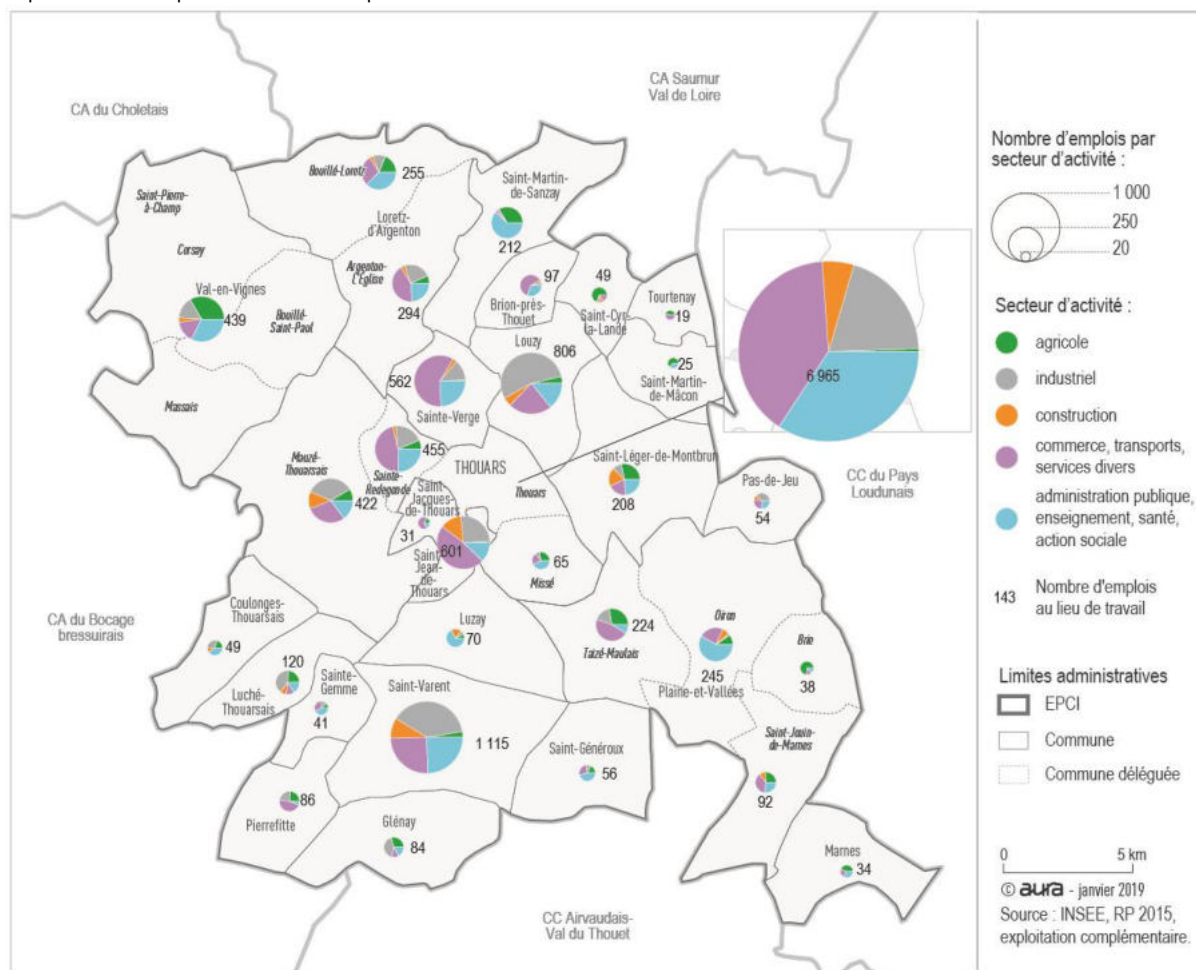 CA du Choletais
CA Saumur
Val de Loire
Bouillé-Loretz
255
Saint-Martin-
de-Sanzay
212
Saint-Pierre-
à-Champ
Loretz-
d'Argenton
Cersay
Argenton-
l'Eglise
294
97
Brion-près-
Thouet
49
Saint-Cyr-
la-Lande
Tourtenay
19
Val-en-Vignes
439
Bouillé-
Saint-Paul
Louzy
806
25
Saint-Martin-
de-Mâcon
6 965
562
Sainte-Verge
Massais
455
Sainte-
Radegonde
THOUARS
Thouars
Mauzé-
Thouarsais
422
Saint-
Jacques-
de-Thouars
31
Saint-Léger-de-Montbrun
208
Pas-de-Jeu
54
CC du Pays
Loudunais
601
Saint-
Jean-
de-
Thouars
65
Missé
CA du Bocage
bressuirais
Coulonges-
Thouarsais
49
Luzay
70
224
Taizé-Maulais
Oiron
245
Plaine-et-Vallées
Brie
38
120
Luché-
Thouarsais
Sainte-
Gemme
41
Saint-Varent
1 115
Saint-Généroux
56
Saint-Jouin-
de-Marnes
92
86
Pierrefitte
Glénay
84
Marnes
34
CC Airvaudais-
Val du Thouet
Nombre d'emplois par
secteur d'activité :
1 000
250
20
Secteur d'activité :
agricole
industriel
construction
commerce, transports,
services divers
administration publique,
enseignement, santé,
action sociale
143 Nombre d'emplois
au lieu de travail
Limites administratives
EPCI
Commune
Commune déléguée
0 5 km
© aura - janvier 2019
Source : INSEE, RP 2015,
exploitation complémentaire.